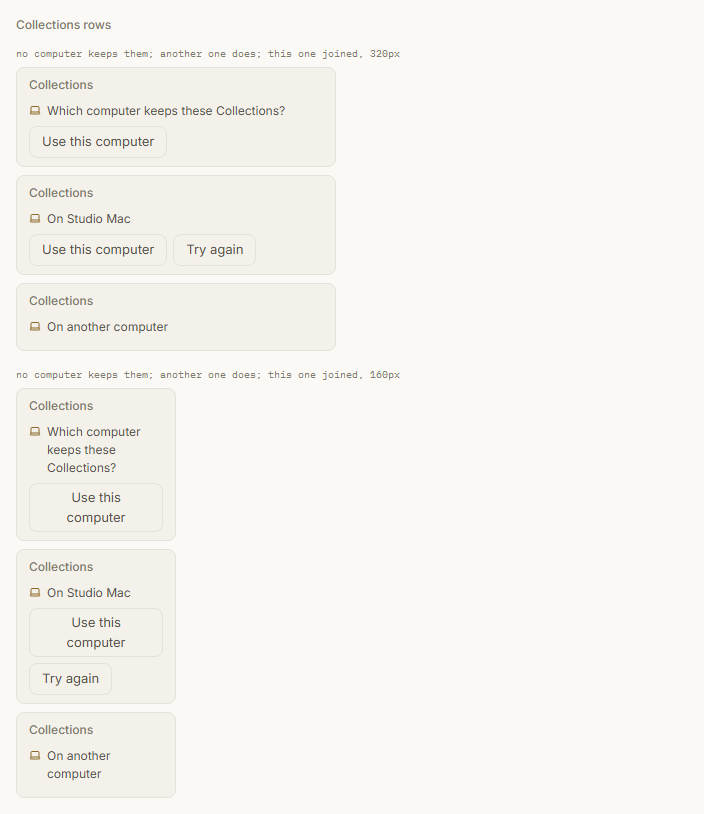 Collections rows
no computer keeps them; another one does; this one joined, 320px
Collections
Which computer keeps these Collections?
Use this computer
Collections
On Studio Mac
Use this computer
Try again
Collections
On another computer
no computer keeps them; another one does; this one joined, 160px
Collections
Which computer
keeps these
Collections?
Use this
computer
Collections
On Studio Mac
Use this
computer
Try again
Collections
On another
computer